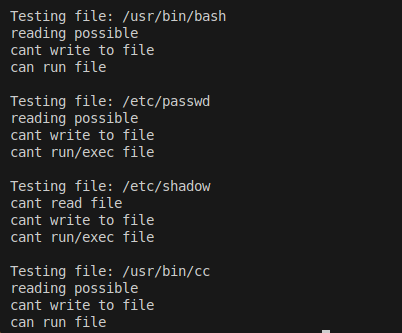 Testing file: /usr/bin/bash
reading possible
cant write to file
can run file
Testing file: /etc/passwd
reading possible
cant write to file
cant run/exec file
Testing file: /etc/shadow
cant read file
cant write to file
cant run/exec file
Testing file: /usr/bin/cc
reading possible
cant write to file
can run file